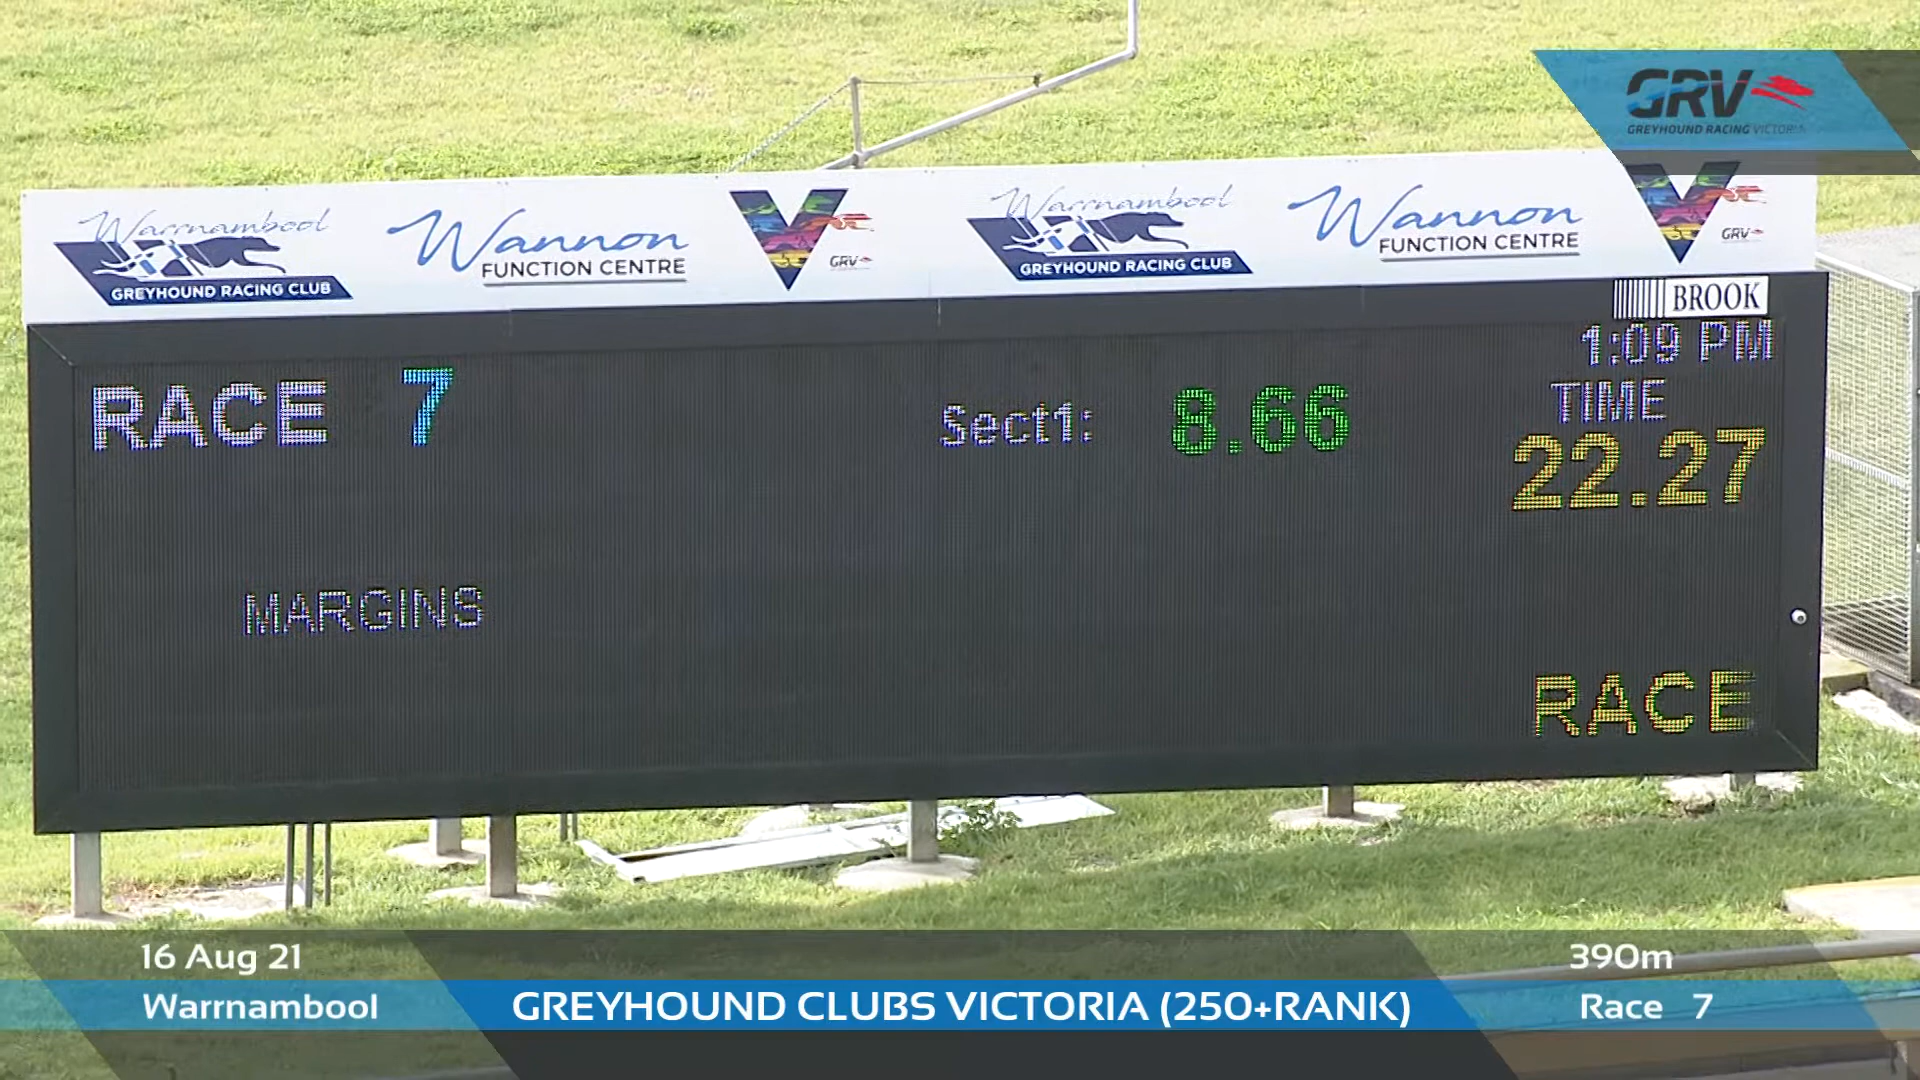 GRV
GREYHOUND RACING VICTORIA
Warrnambool
GREYHOUND RACING CLUB
Wannon
FUNCTION CENTRE
V
GRV
Warrnambool
GREYHOUND RACING CLUB
Wannon
FUNCTION CENTRE
V
GRV
BROOK
1:09 PM
RACE 7
Sect1: 8.66
TIME
22.27
MARGINS
RACE
16 Aug 21
390m
Warrnambool
GREYHOUND CLUBS VICTORIA (250+RANK)
Race 7